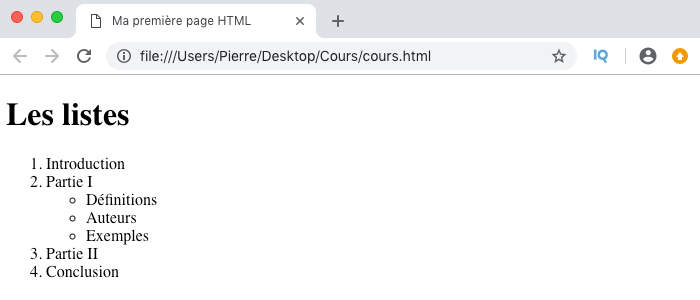 Ma première page HTML
file:///Users/Pierre/Desktop/Cours/cours.html
IQ
Les listes
1. Introduction
2. Partie I
Définitions
Auteurs
Exemples
3. Partie II
4. Conclusion